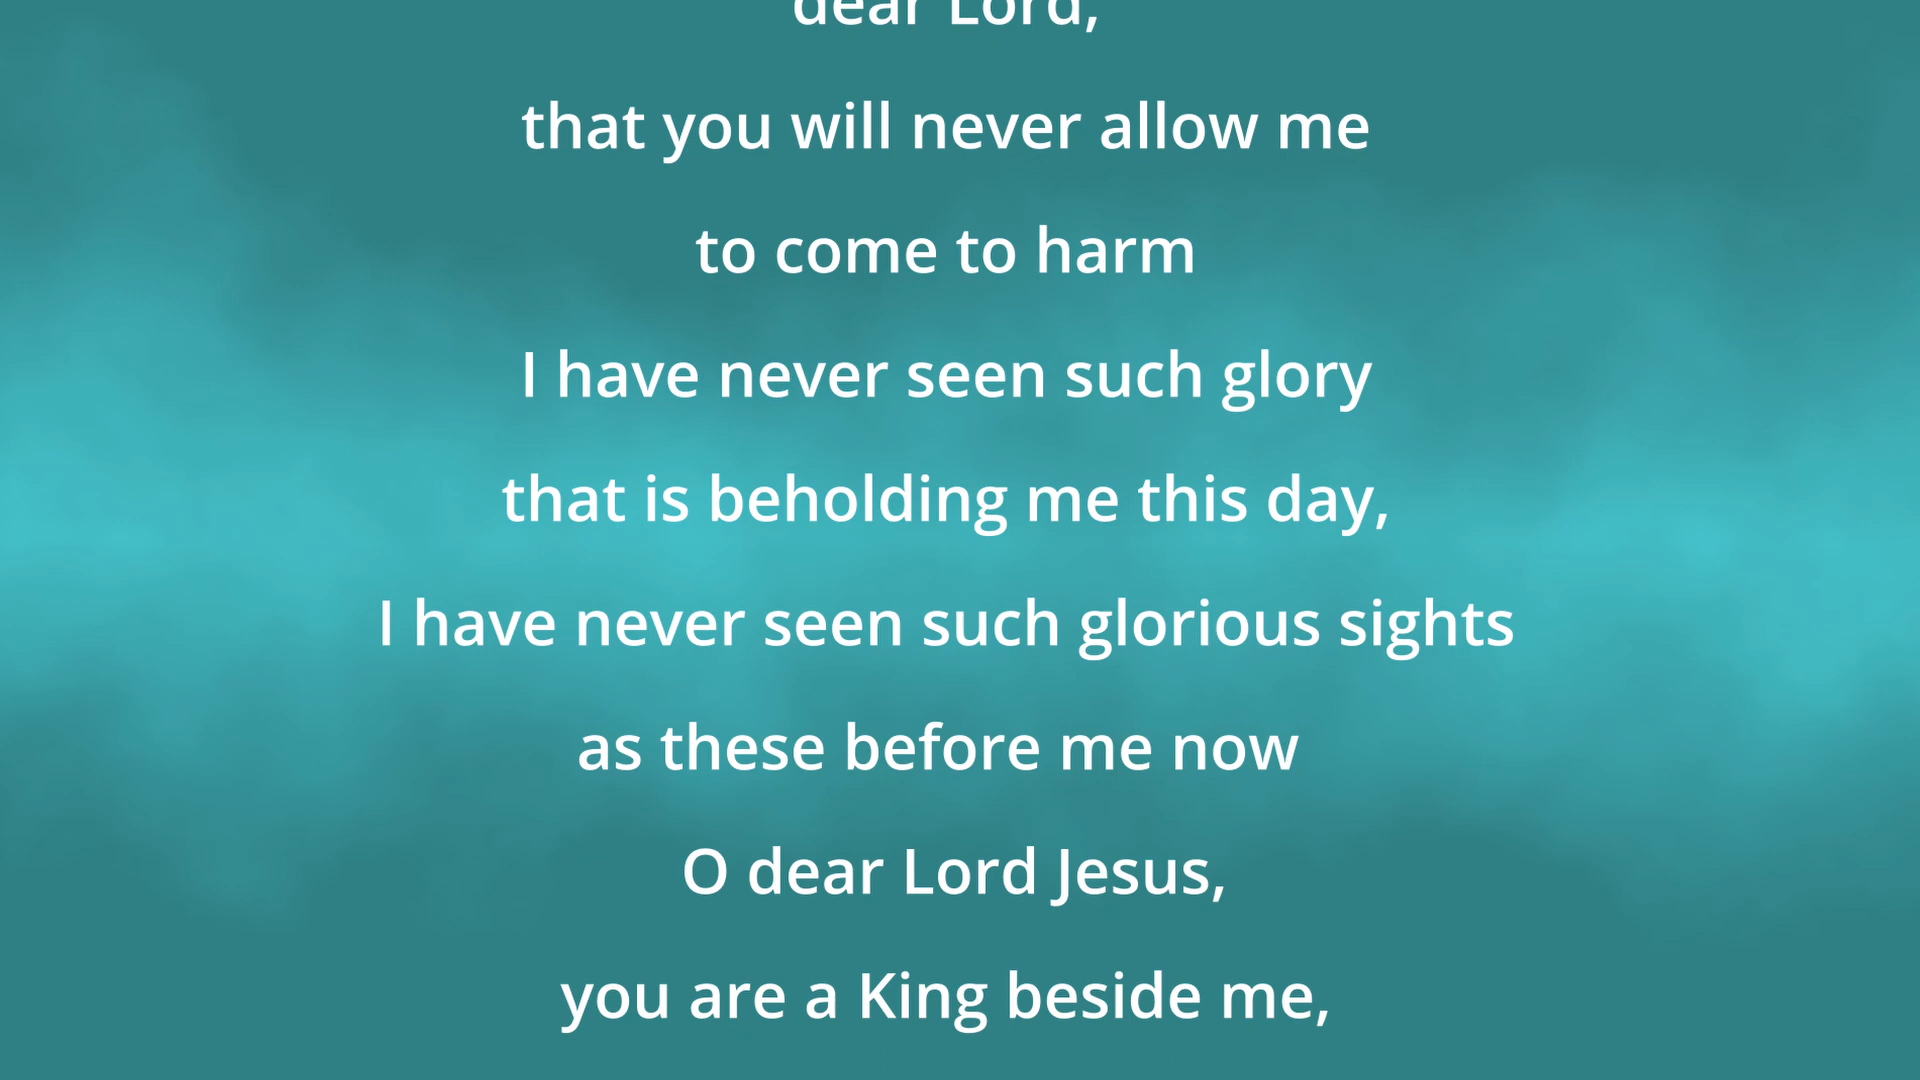 dear Lord,
that you will never allow me
to come to harm
I have never seen such glory
that is beholding me this day,
I have never seen such glorious sights
as these before me now
O dear Lord Jesus,
you are a King beside me,